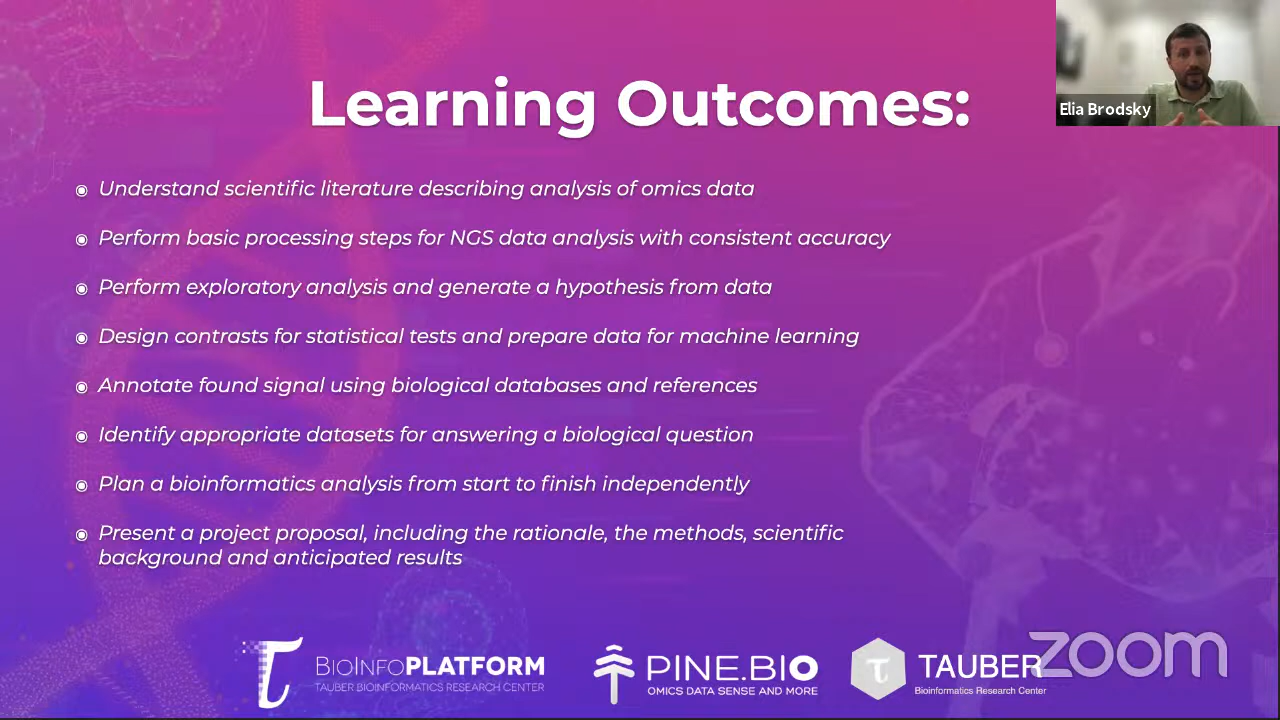 Learning Outcomes:
Elia Brodsky
Understand scientific literature describing analysis of omics data
Perform basic processing steps for NGS data analysis with consistent accuracy
Perform exploratory analysis and generate a hypothesis from data
Design contrasts for statistical tests and prepare data for machine learning
Annotate found signal using biological databases and references
Identify appropriate datasets for answering a biological question
Plan a bioinformatics analysis from start to finish independently
Present a project proposal, including the rationale, the methods, scientific
background and anticipated results
BIOINFOPLATFORM
TAUBER BIOINFORMATICS RESEARCH CENTER
PINE.BIO
OMICS DATA SENSE AND MORE
TAUBER
Bioinformatics Research Center
zoom